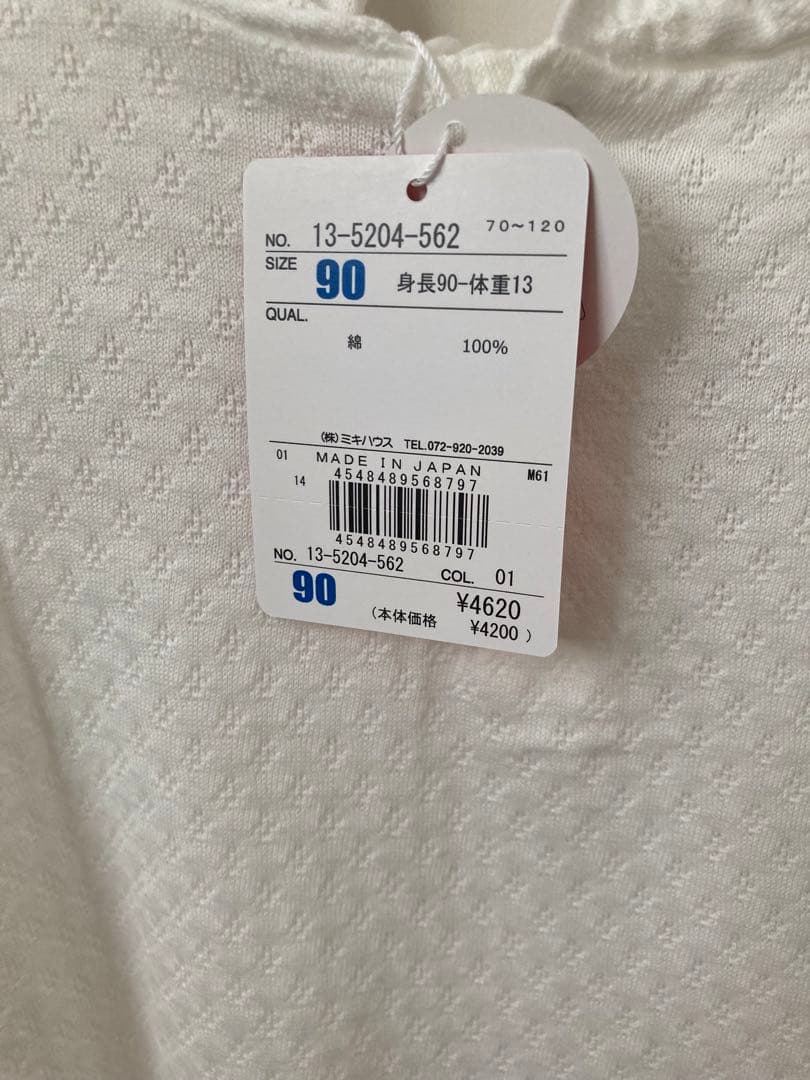 NO. 13-5204-562 70~120
SIZE 90 身長90-体重13
QUAL.
綿 100%
(株)ミキハウス TEL.072-920-2039
01 MADE IN JAPAN M61
4548489568797
14
4548489568797
NO. 13-5204-562 COL. 01
90 ¥4620
(本体価格 ¥4200 )